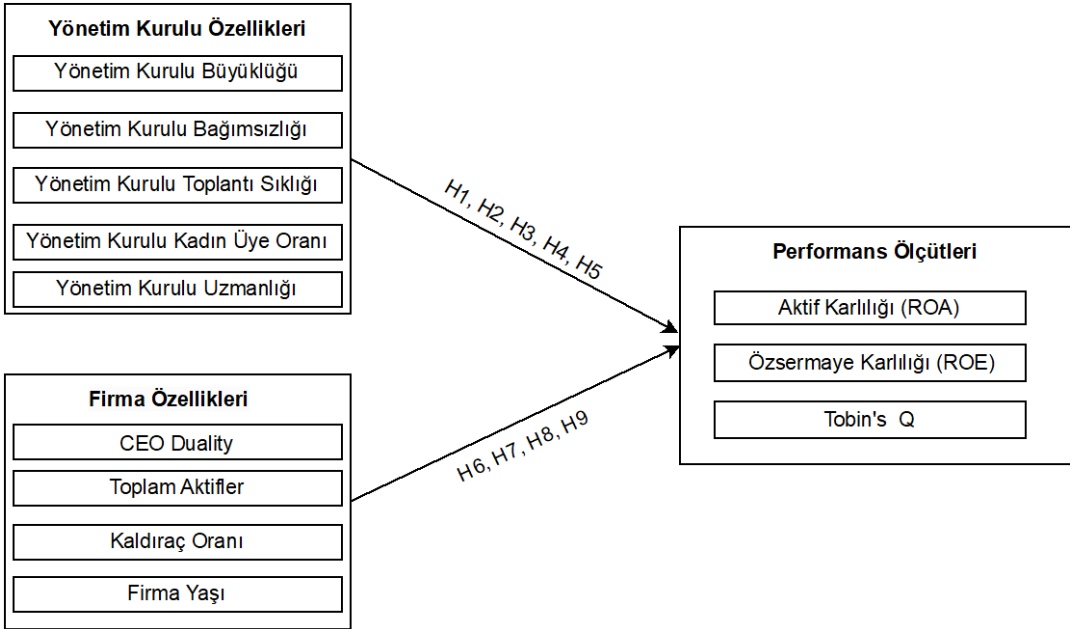 Yönetim Kurulu Özellikleri
Yönetim Kurulu Büyüklüğü
Yönetim Kurulu Bağımsızlığı
Yönetim Kurulu Toplantı Sıklığı
Yönetim Kurulu Kadın Üye Oranı
Yönetim Kurulu Uzmanlığı
H1, H2, H3, H4, H5
Firma Özellikleri
CEO Duality
Toplam Aktifler
Kaldıraç Oranı
Firma Yaşı
H6, H7, H8, H9
Performans Ölçütleri
Aktif Karlılığı (ROA)
Özsermaye Karlılığı (ROE)
Tobin's Q